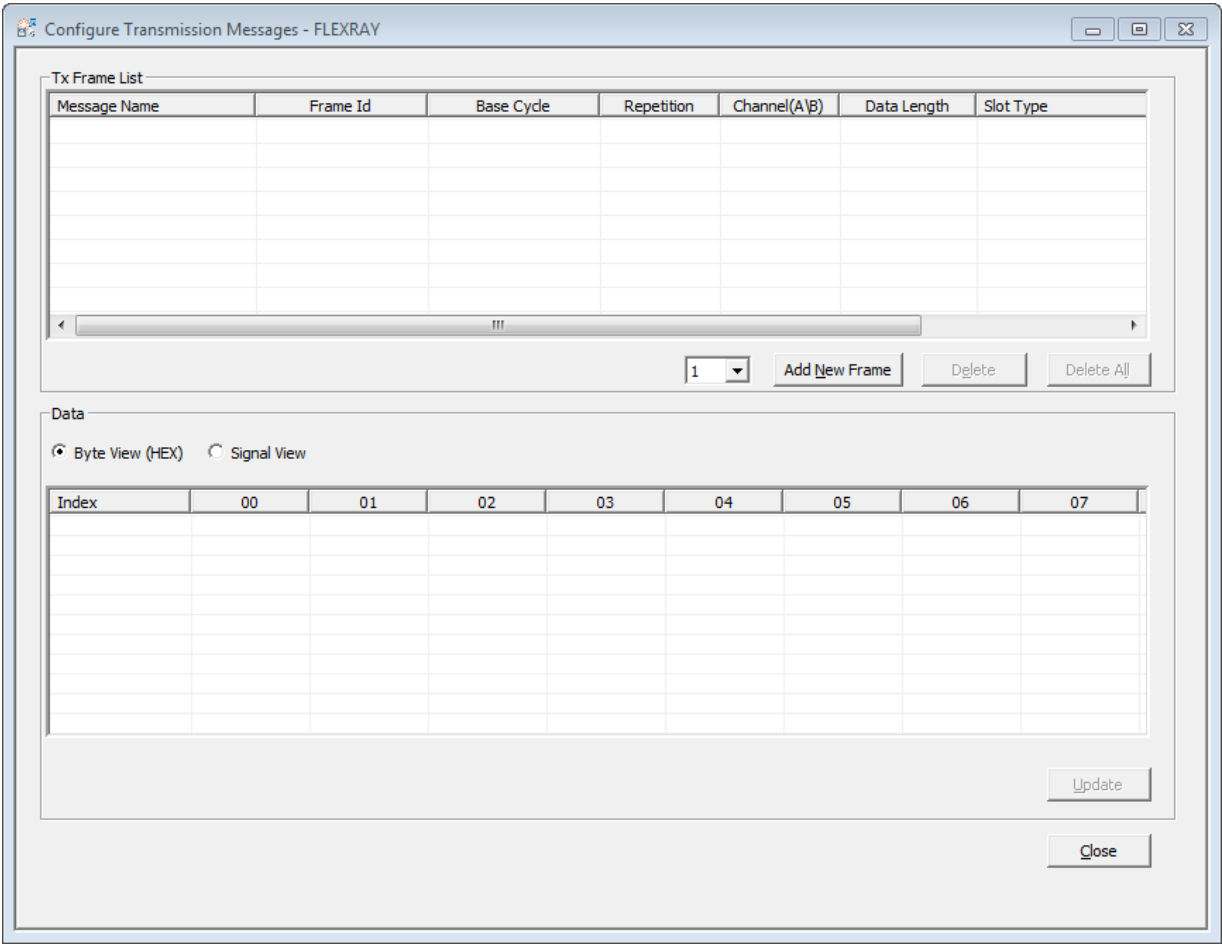 Configure Transmission Messages - FLEXRAY
Tx Frame List
Message Name Frame Id Base Cycle Repetition Channel(A\B) Data Length Slot Type
1 Add New Frame Delete Delete All
Data
Byte View (HEX) Signal View
Index 00 01 02 03 04 05 06 07
Update
Close